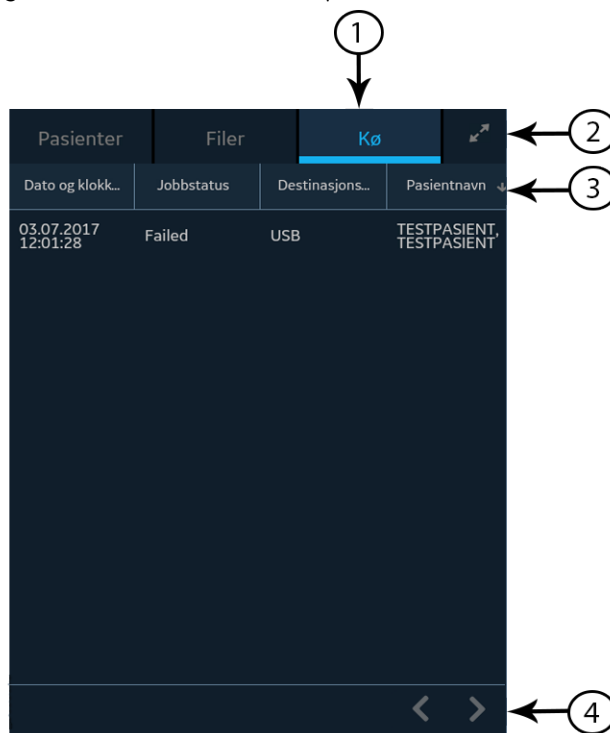 1
Pasienter Filer Kø
2
Dato og klokk... Jobbstatus Destinasjons... Pasientnavn
3
03.07.2017 Failed USB TESTPASIENT,
12:01:28 TESTPASIENT
4